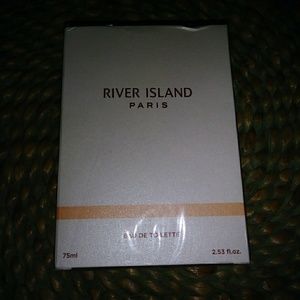 RIVER ISLAND
PARIS
EAU DE TOILETTE
75ml 2.53 fl.oz.